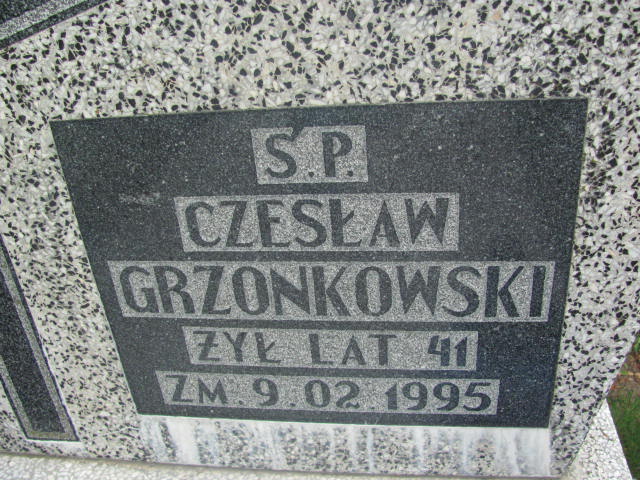 Ś.P.
CZESŁAW
GRZONKOWSKI
ŻYŁ LAT 41
ZM. 9.02.1995